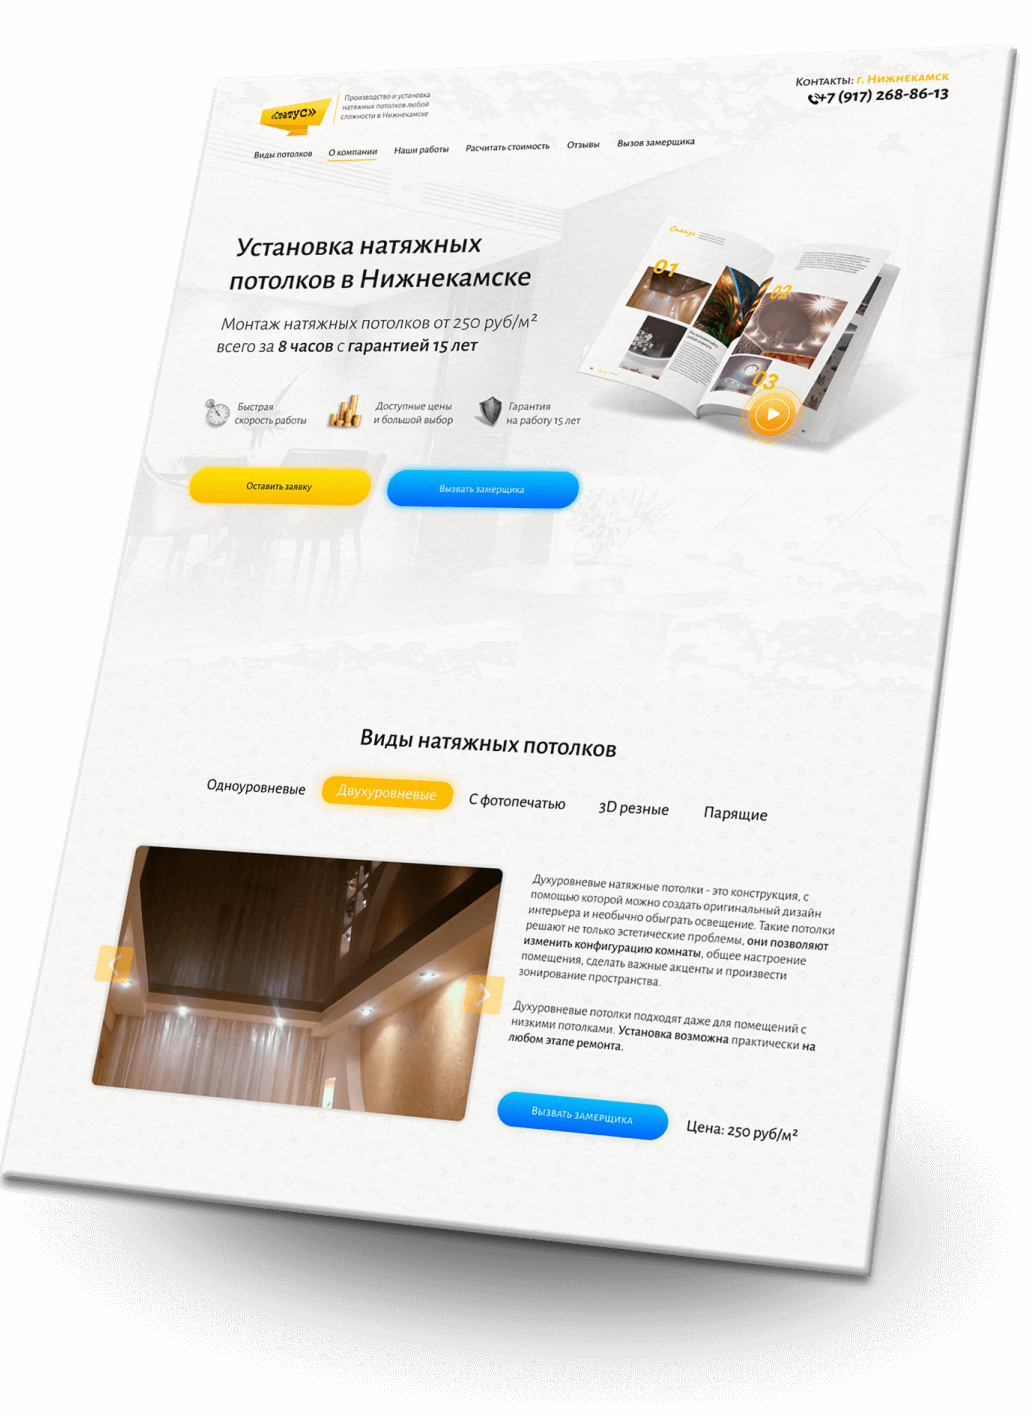 «Статус»
Производство и установка
натяжных потолков любой
сложности в Нижнекамске
Контакты: г. Нижнекамск
+7 (917) 268-86-13
Виды потолков О компании Наши работы Расчитать стоимость Отзывы Вызов замерщика
Установка натяжных
потолков в Нижнекамске
Монтаж натяжных потолков от 250 руб/м²
всего за 8 часов с гарантией 15 лет
Быстрая
скорость работы
Доступные цены
и большой выбор
Гарантия
на работу 15 лет
Оставить заявку
Вызвать замерщика
Статус
01
02
03
Виды натяжных потолков
Одноуровневые Двухуровневые С фотопечатью 3D резные Парящие
Духуровневые натяжные потолки - это конструкция, с
помощью которой можно создать оригинальный дизайн
интерьера и необычно обыграть освещение. Такие потолки
решают не только эстетические проблемы, они позволяют
изменить конфигурацию комнаты, общее настроение
помещения, сделать важные акценты и произвести
зонирование пространства.
Духуровневые потолки подходят даже для помещений с
низкими потолками. Установка возможна практически на
любом этапе ремонта.
Вызвать замерщика
Цена: 250 руб/м²